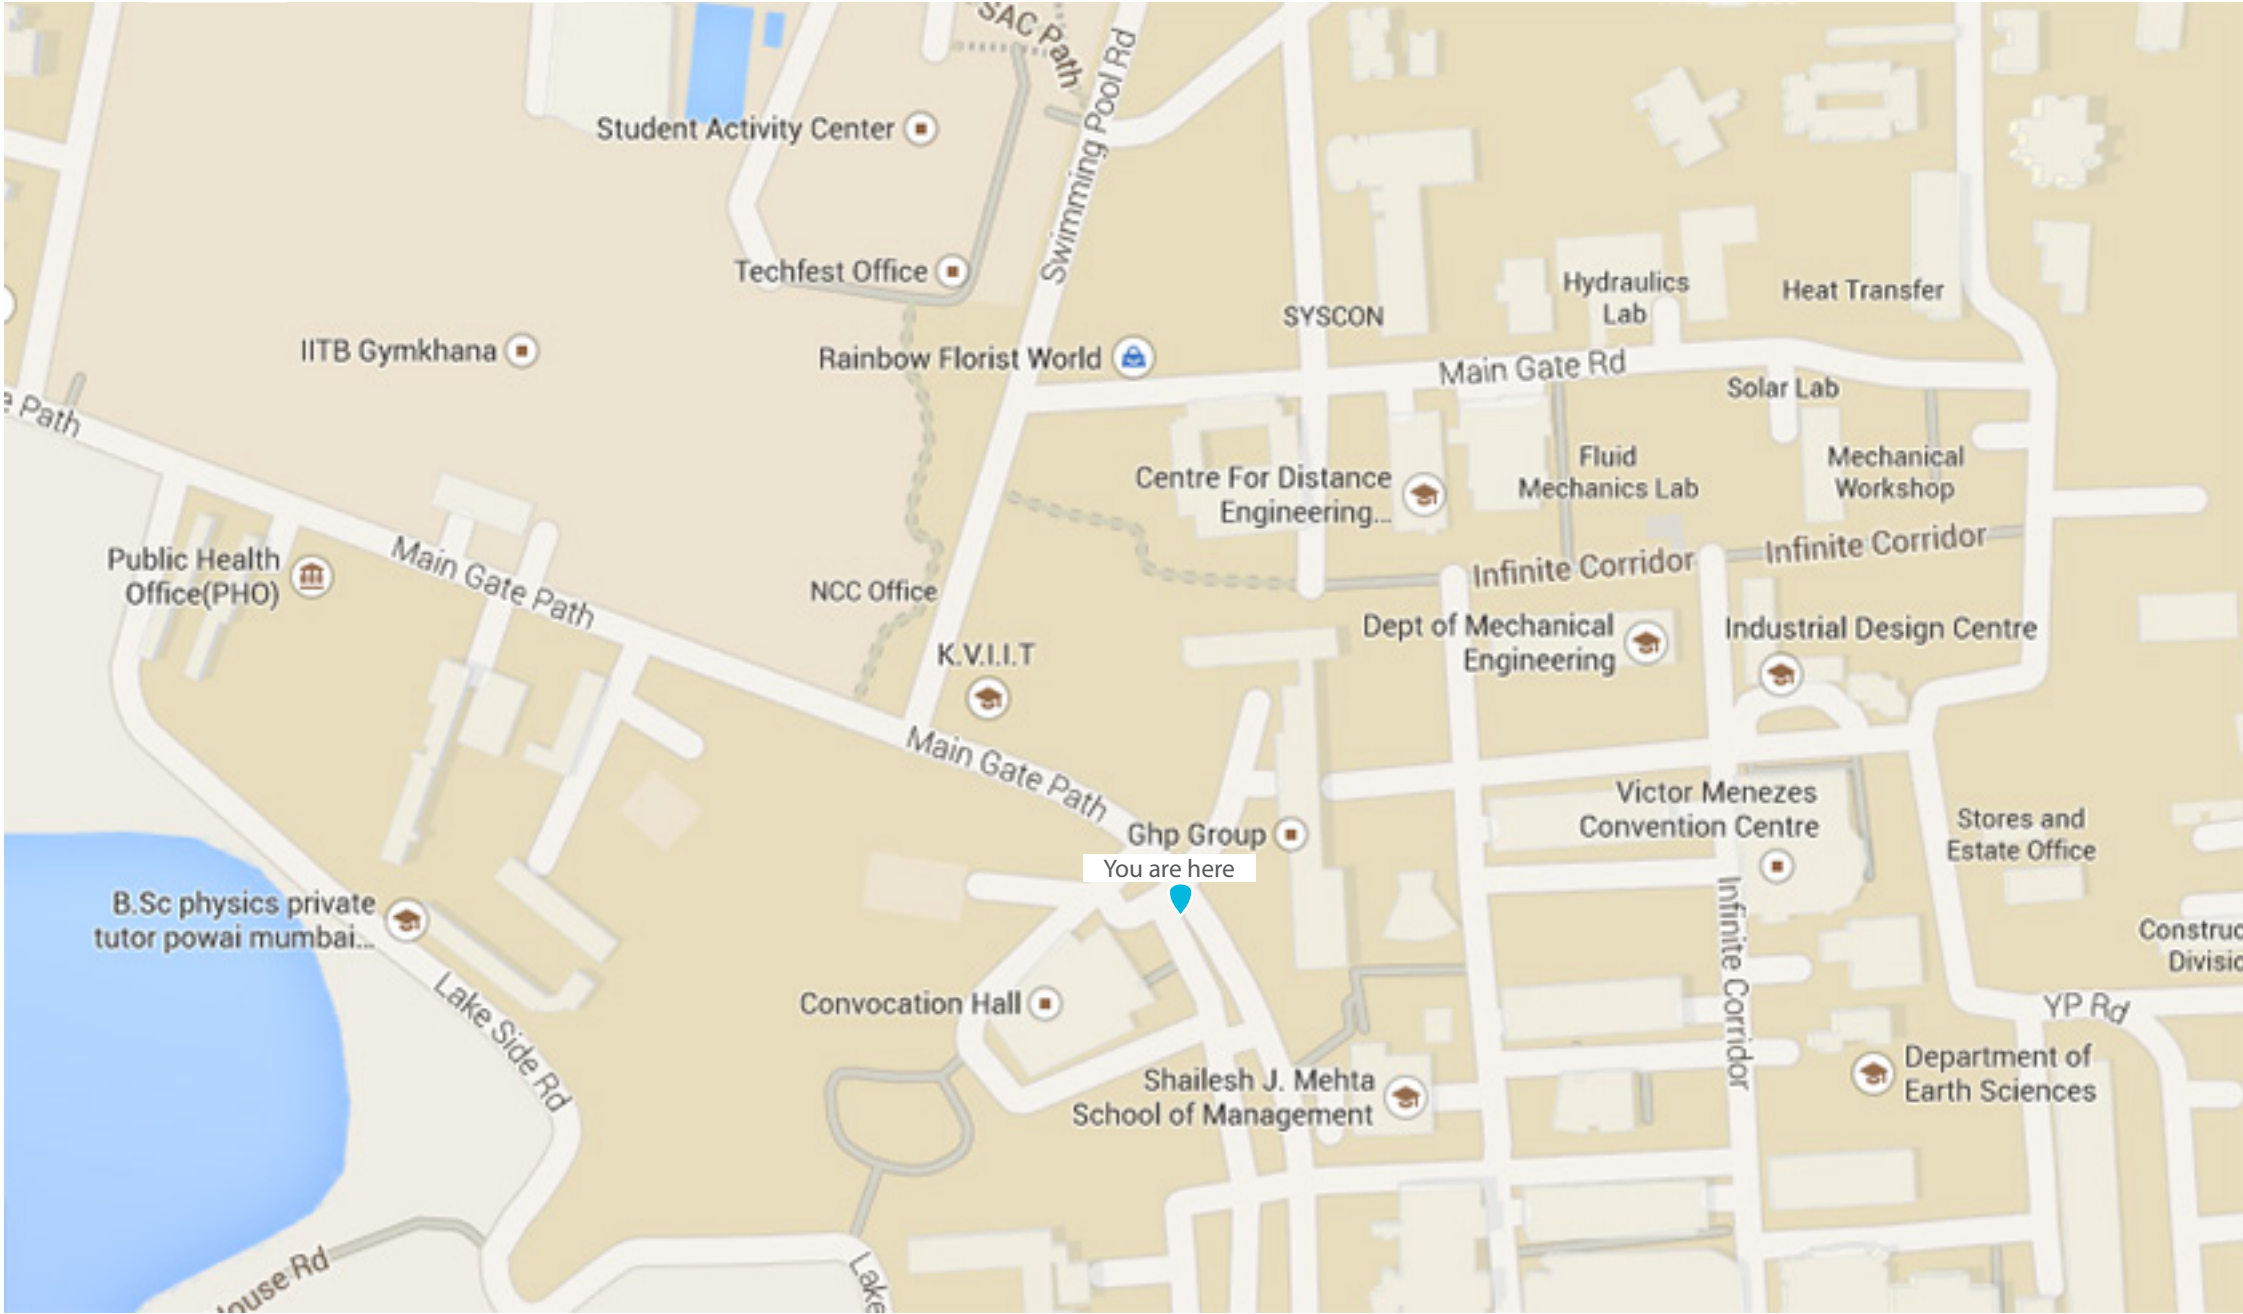 SAC Path
Swimming Pool Rd
Student Activity Center
Techfest Office
IITB Gymkhana
Rainbow Florist World
SYSCON
Hydraulics
Lab
Heat Transfer
Main Gate Rd
Solar Lab
Path
Centre For Distance
Engineering...
Fluid
Mechanics Lab
Mechanical
Workshop
Infinite Corridor
Infinite Corridor
Public Health
Office(PHO)
Main Gate Path
NCC Office
K.V.I.I.T
Dept of Mechanical
Engineering
Industrial Design Centre
Main Gate Path
Victor Menezes
Convention Centre
Stores and
Estate Office
Ghp Group
You are here
B.Sc physics private
tutor powai mumbai...
Infinite Corridor
Construc
Divisic
Lake Side Rd
Convocation Hall
YP Rd
Shailesh J. Mehta
School of Management
Department of
Earth Sciences
House Rd
Lake